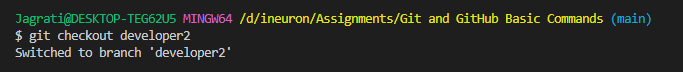 Jagrati@DESKTOP-TEG62U5 MINGW64 /d/ineuron/Assignments/Git and GitHub Basic Commands (main)
$ git checkout developer2
Switched to branch 'developer2'